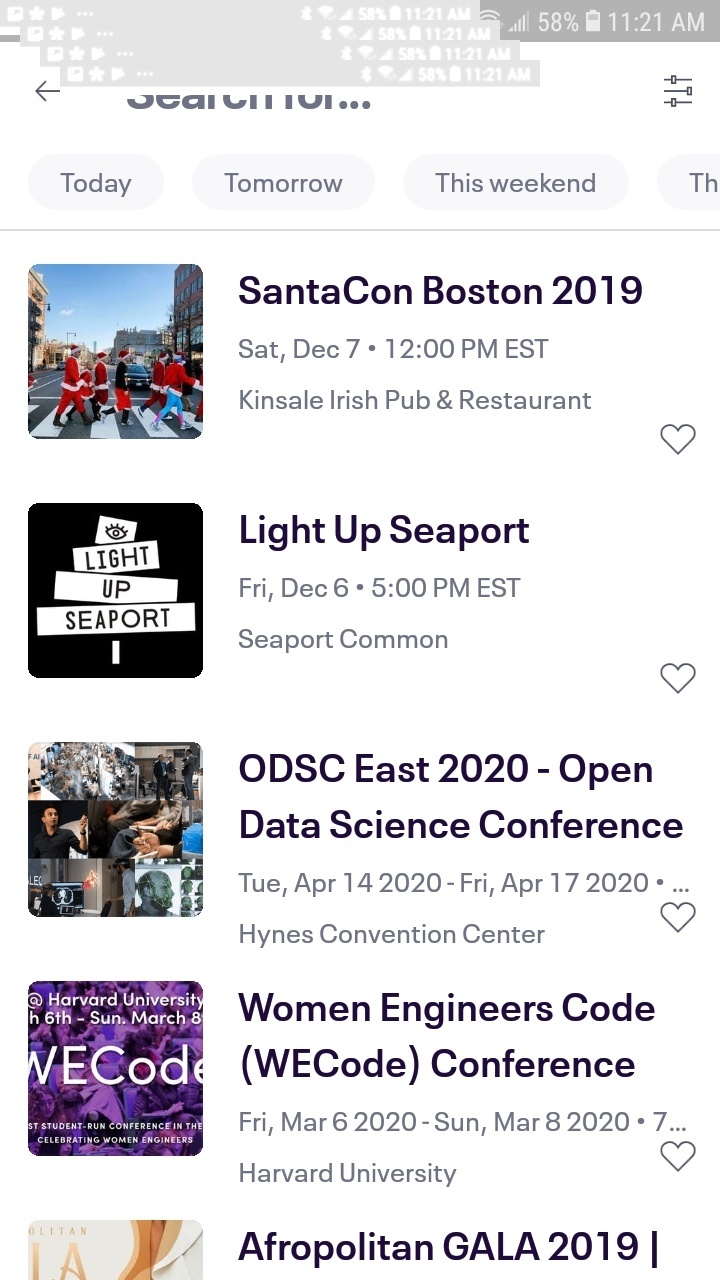 58% 11:21 AM
58% 11:21 AM
58% 11:21 AM
58% 11:21 AM
58% 11:21 AM
Search for...
Today Tomorrow This weekend Th
SantaCon Boston 2019
Sat, Dec 7 • 12:00 PM EST
Kinsale Irish Pub & Restaurant
LIGHT
UP
SEAPORT
Light Up Seaport
Fri, Dec 6 • 5:00 PM EST
Seaport Common
ODSC East 2020 - Open
Data Science Conference
Tue, Apr 14 2020 - Fri, Apr 17 2020 • ...
Hynes Convention Center
@ Harvard University
h 6th - Sun. March 8
WECode
ST STUDENT-RUN CONFERENCE IN THE
CELEBRATING WOMEN ENGINEERS
Women Engineers Code
(WECode) Conference
Fri, Mar 6 2020 - Sun, Mar 8 2020 • 7...
Harvard University
OLITAN
LA
Afropolitan GALA 2019 |